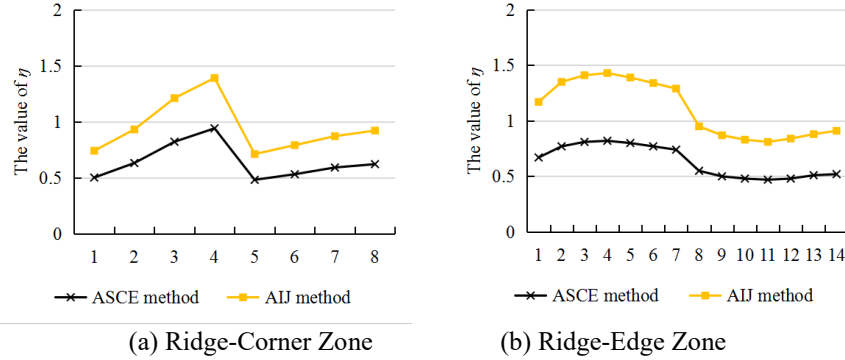 2
1.5
1
0.5
0
The value of η
1 2 3 4 5 6 7 8
ASCE method AIJ method
(a) Ridge-Corner Zone
2
1.5
1
0.5
0
The value of η
1 2 3 4 5 6 7 8 9 10 11 12 13 14
ASCE method AIJ method
(b) Ridge-Edge Zone